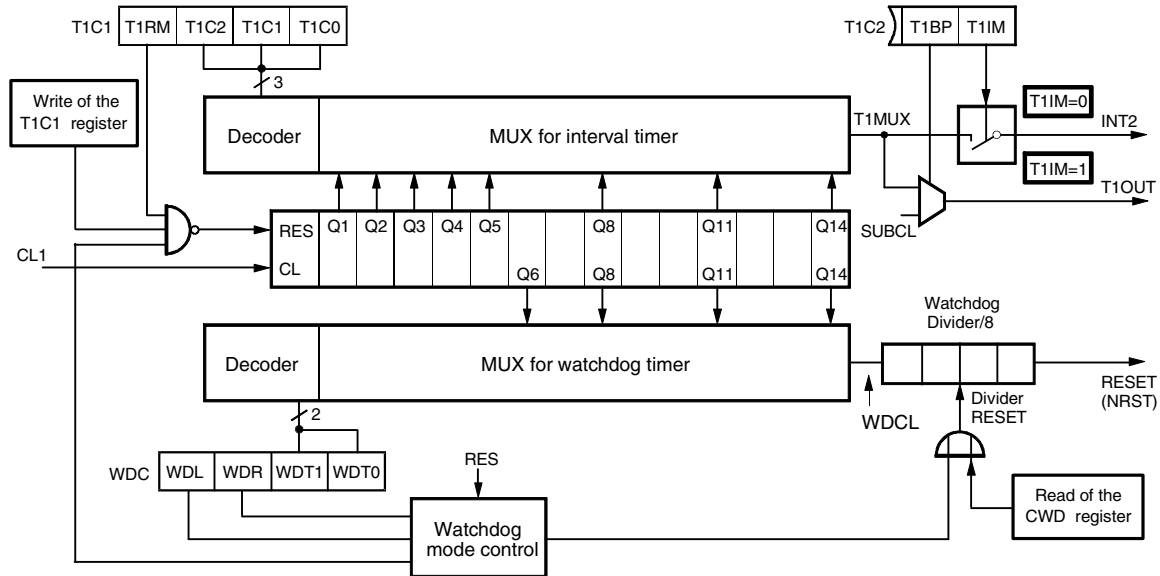 T1C1 T1RM T1C2 T1C1 T1C0
T1C2 T1BP T1IM
3
Write of the
T1C1 register
Decoder
MUX for interval timer
T1MUX
T1IM=0
INT2
T1IM=1
T1OUT
SUBCL
RES Q1 Q2 Q3 Q4 Q5 Q8 Q11 Q14
CL1
CL Q6 Q8 Q11 Q14
Watchdog
Divider/8
Decoder
MUX for watchdog timer
RESET
(NRST)
WDCL
Divider
RESET
2
WDC WDL WDR WDT1 WDT0
RES
Watchdog
mode control
Read of the
CWD register